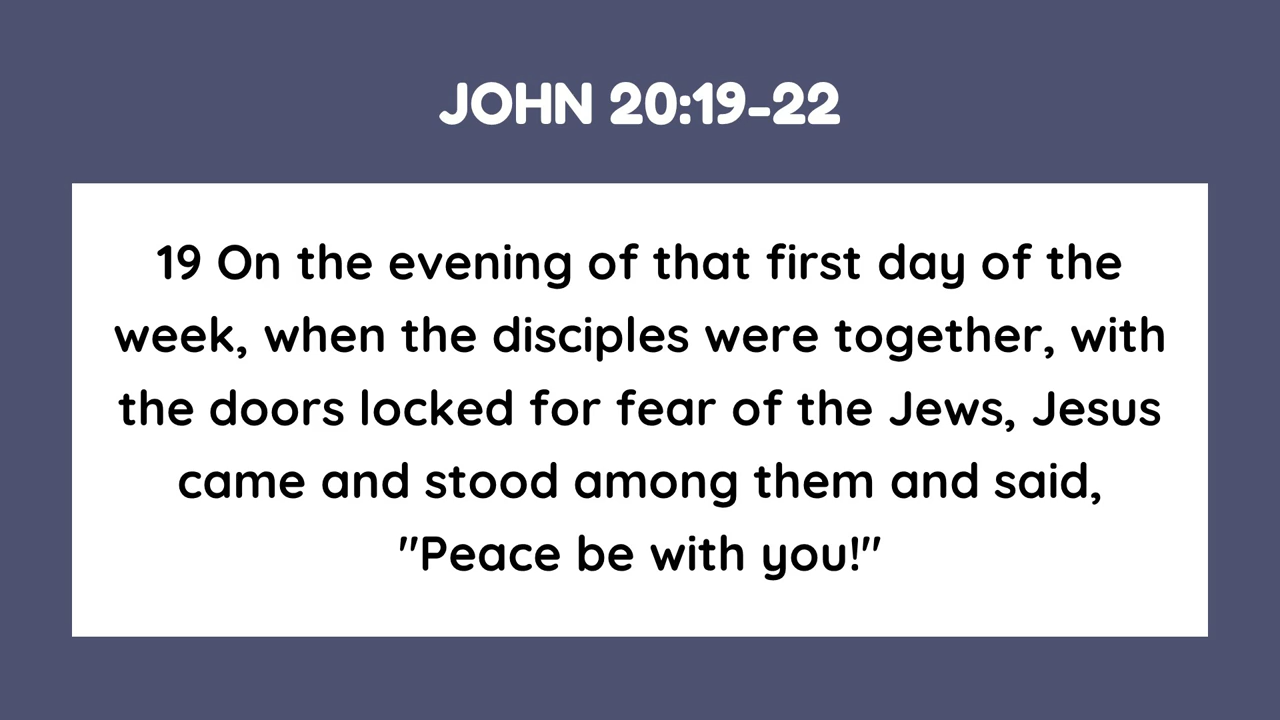 JOHN 20:19-22
19 On the evening of that first day of the
week, when the disciples were together, with
the doors locked for fear of the Jews, Jesus
came and stood among them and said,
"Peace be with you!"